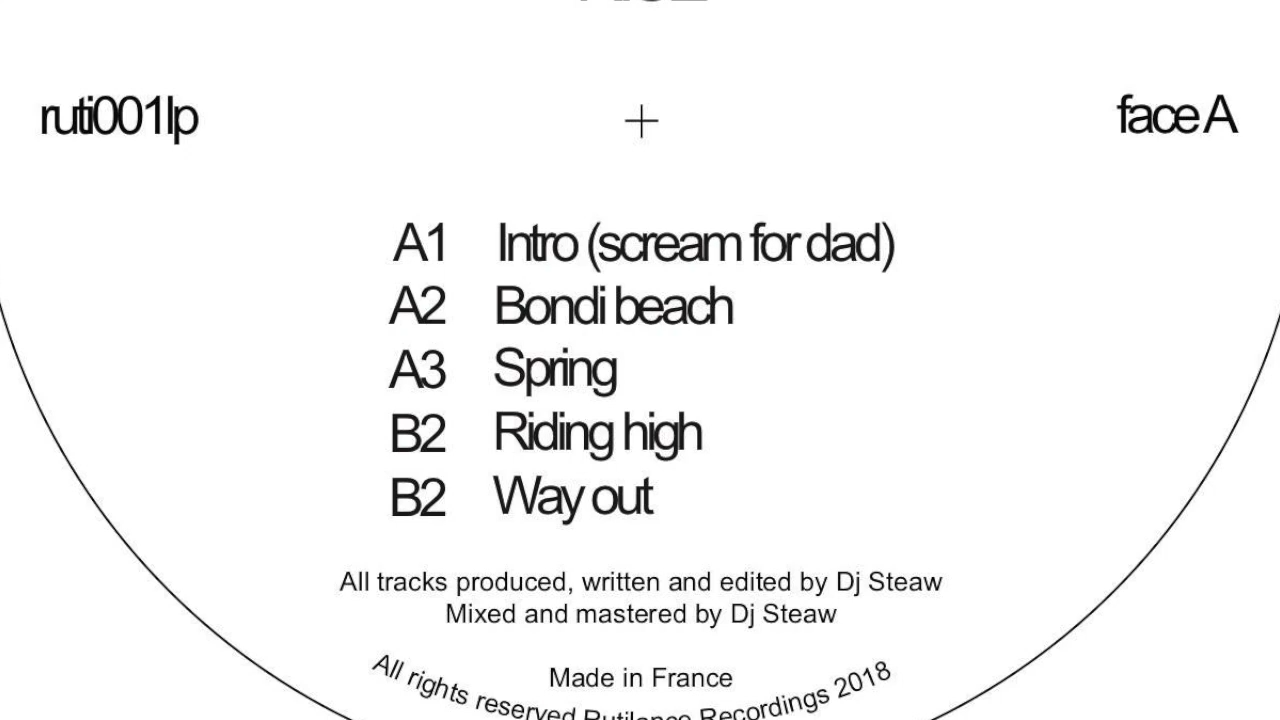 ruti001lp
face A
A1 Intro (scream for dad)
A2 Bondi beach
A3 Spring
B2 Riding high
B2 Way out
All tracks produced, written and edited by Dj Steaw
Mixed and mastered by Dj Steaw
Made in France
All rights reserved Rutilance Recordings 2018